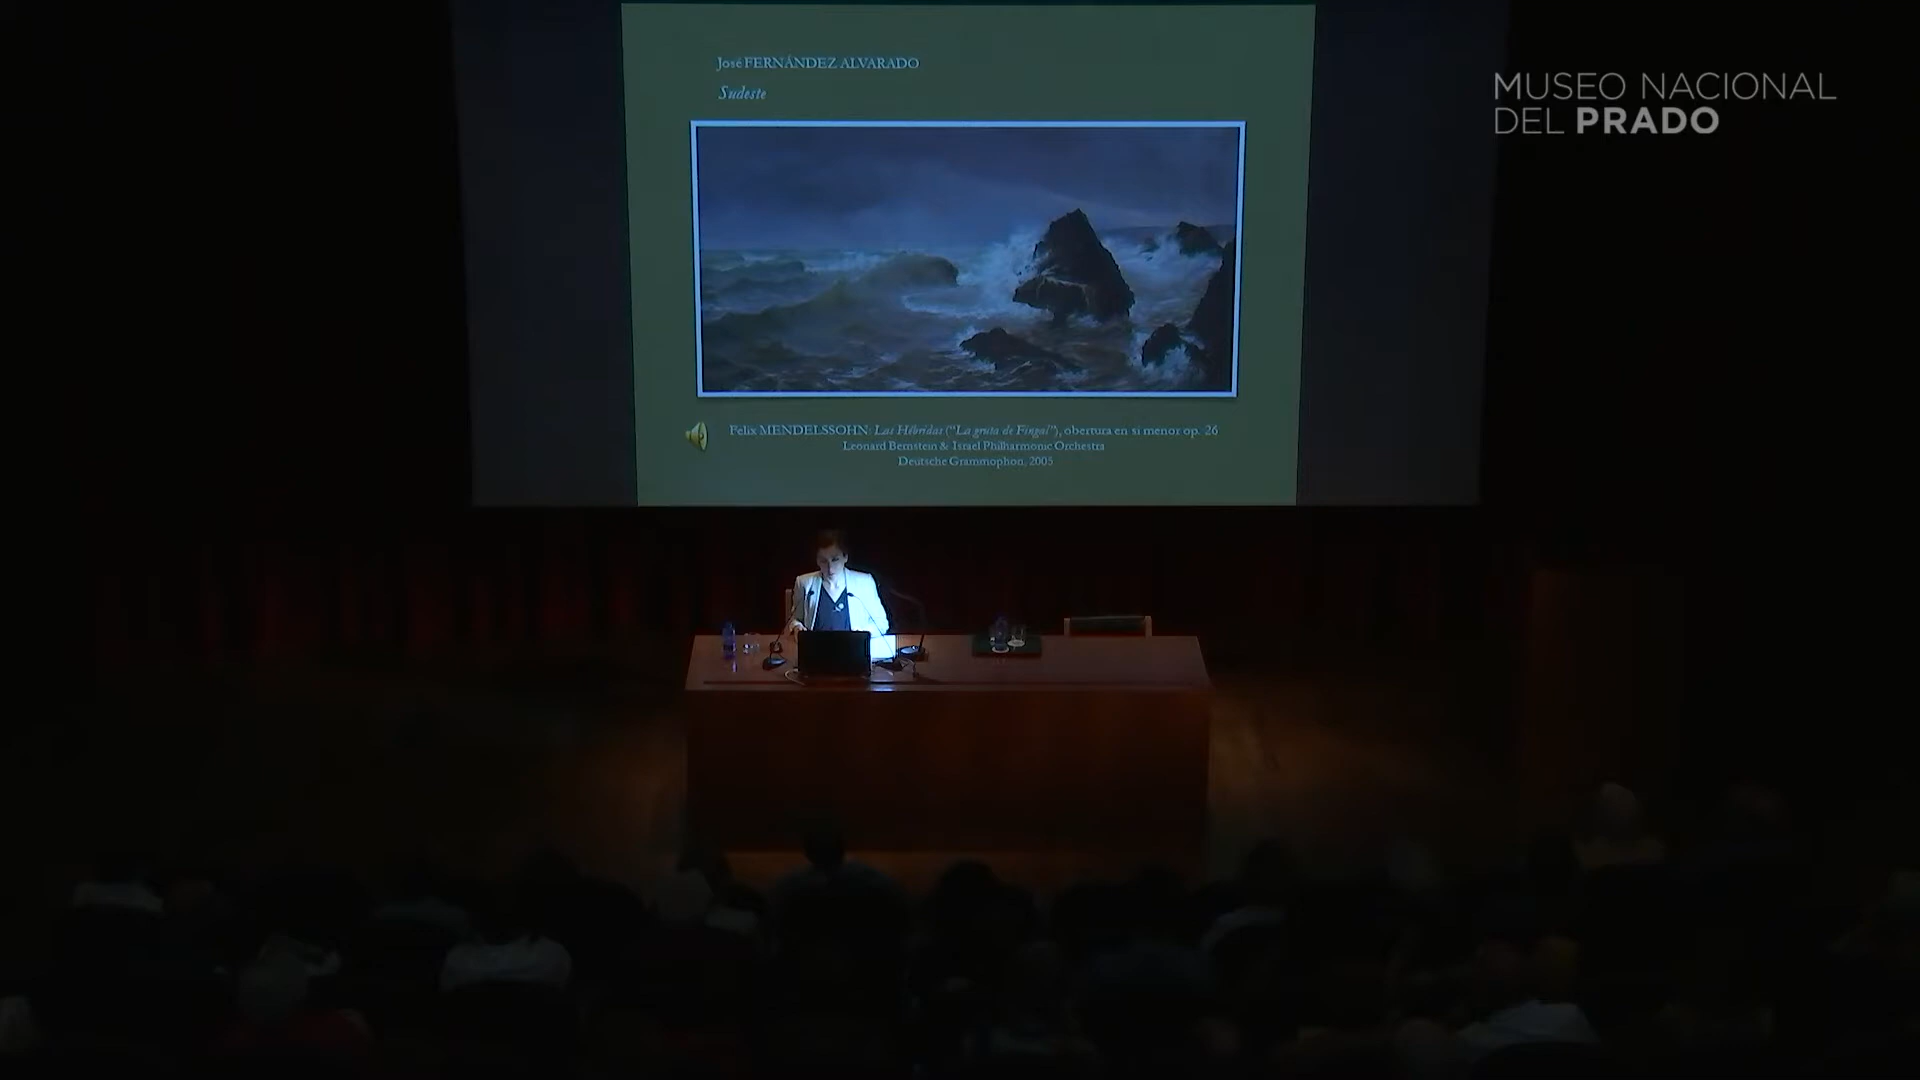 José FERNÁNDEZ ALVARADO
Sudeste
MUSEO NACIONAL
DEL PRADO
Felix MENDELSSOHN: Las Hébridas ("La gruta de Fingal"), obertura en si menor op. 26
Leonard Bernstein & Israel Philharmonic Orchestra
Deutsche Grammophon, 2005